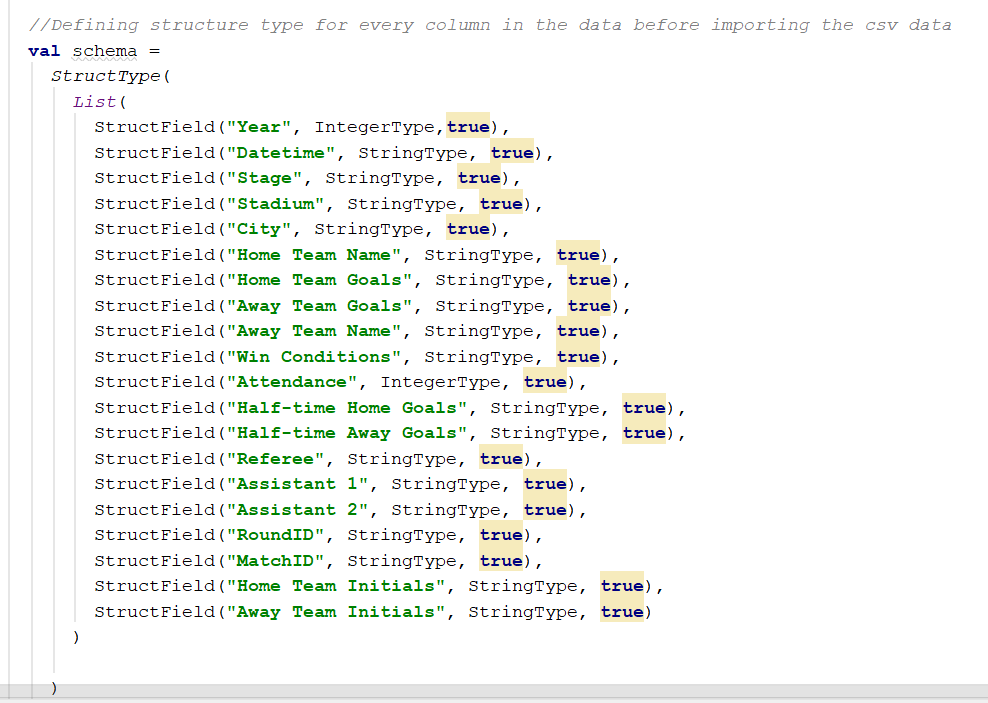 //Defining structure type for every column in the data before importing the csv data
val schema =
StructType(
List(
StructField("Year", IntegerType,true),
StructField("Datetime", StringType, true),
StructField("Stage", StringType, true),
StructField("Stadium", StringType, true),
StructField("City", StringType, true),
StructField("Home Team Name", StringType, true),
StructField("Home Team Goals", StringType, true),
StructField("Away Team Goals", StringType, true),
StructField("Away Team Name", StringType, true),
StructField("Win Conditions", StringType, true),
StructField("Attendance", IntegerType, true),
StructField("Half-time Home Goals", StringType, true),
StructField("Half-time Away Goals", StringType, true),
StructField("Referee", StringType, true),
StructField("Assistant 1", StringType, true),
StructField("Assistant 2", StringType, true),
StructField("RoundID", StringType, true),
StructField("MatchID", StringType, true),
StructField("Home Team Initials", StringType, true),
StructField("Away Team Initials", StringType, true)
)
)